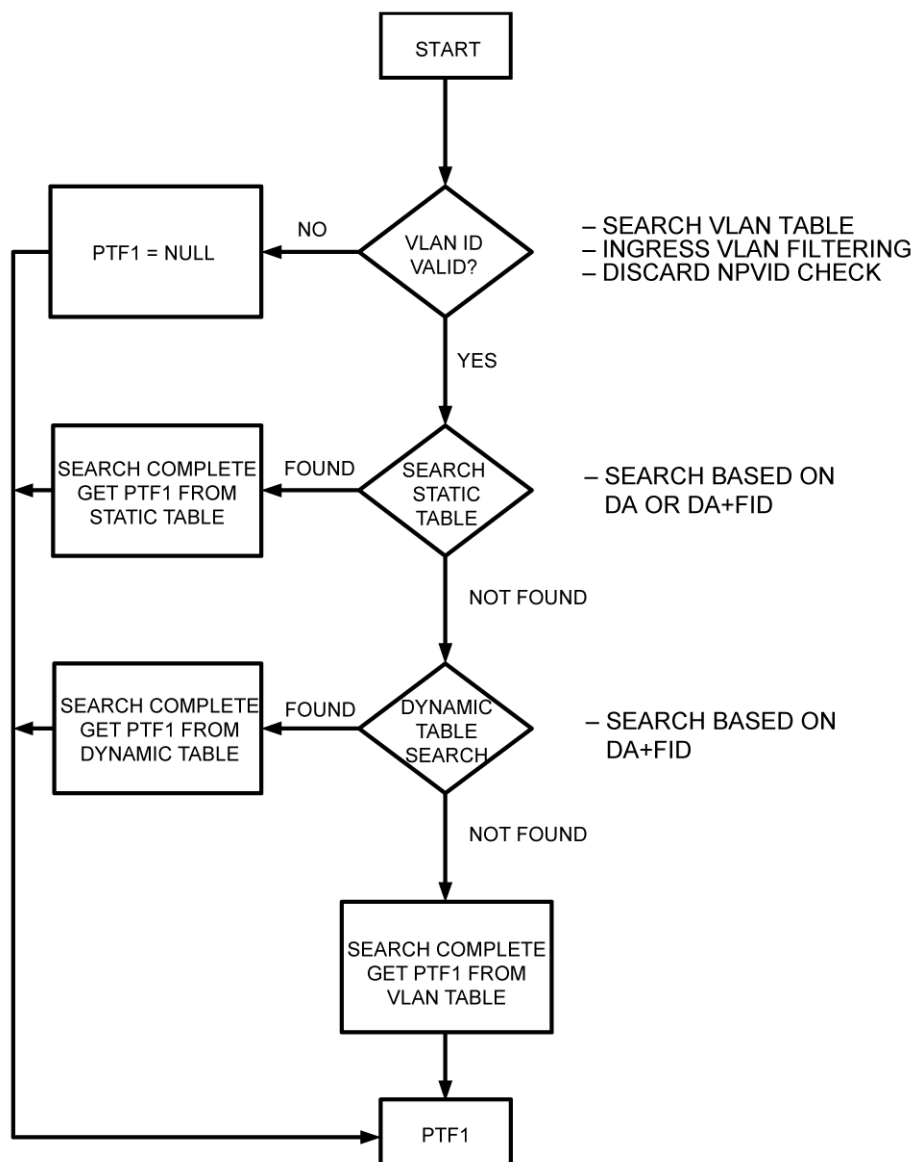 START
NO
PTF1 = NULL
VLAN ID
VALID?
– SEARCH VLAN TABLE
– INGRESS VLAN FILTERING
– DISCARD NPVID CHECK
YES
SEARCH COMPLETE
GET PTF1 FROM
STATIC TABLE
FOUND
SEARCH
STATIC
TABLE
– SEARCH BASED ON
DA OR DA+FID
NOT FOUND
SEARCH COMPLETE
GET PTF1 FROM
DYNAMIC TABLE
FOUND
DYNAMIC
TABLE
SEARCH
– SEARCH BASED ON
DA+FID
NOT FOUND
SEARCH COMPLETE
GET PTF1 FROM
VLAN TABLE
PTF1